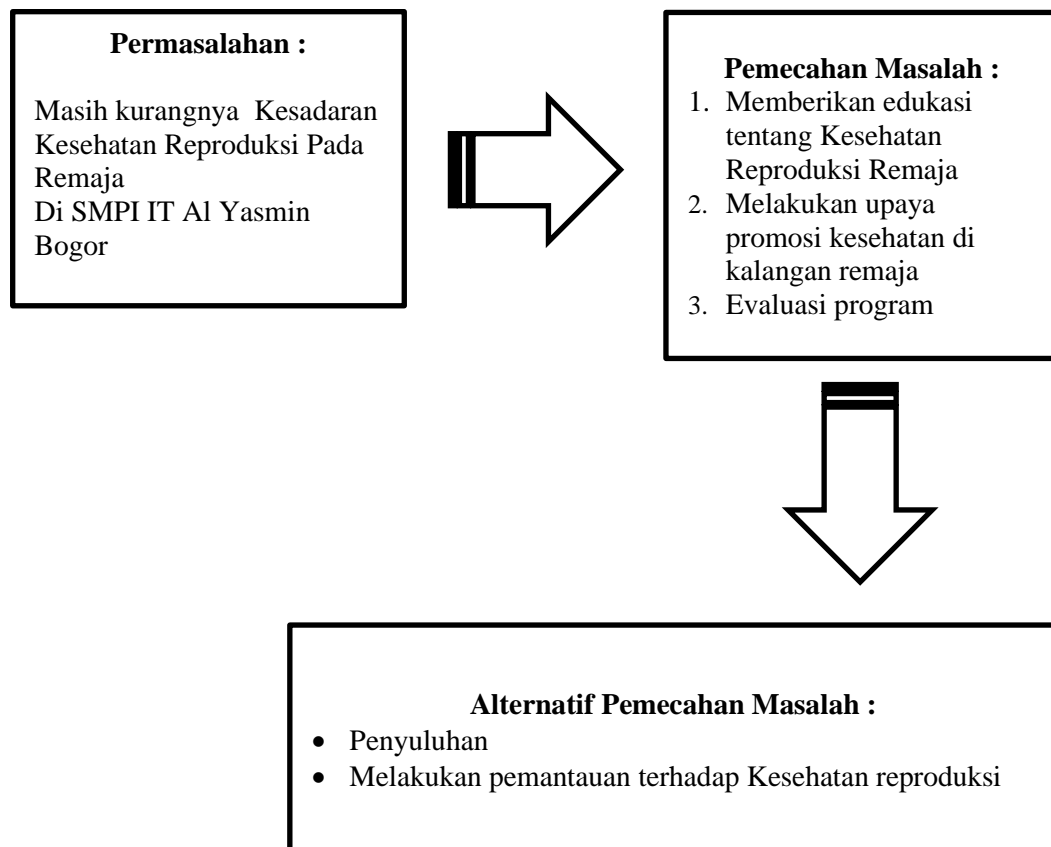 Permasalahan :
Masih kurangnya Kesadaran
Kesehatan Reproduksi Pada
Remaja
Di SMPI IT Al Yasmin
Bogor
Pemecahan Masalah :
1. Memberikan edukasi
tentang Kesehatan
Reproduksi Remaja
2. Melakukan upaya
promosi kesehatan di
kalangan remaja
3. Evaluasi program
Alternatif Pemecahan Masalah :
• Penyuluhan
• Melakukan pemantauan terhadap Kesehatan reproduksi